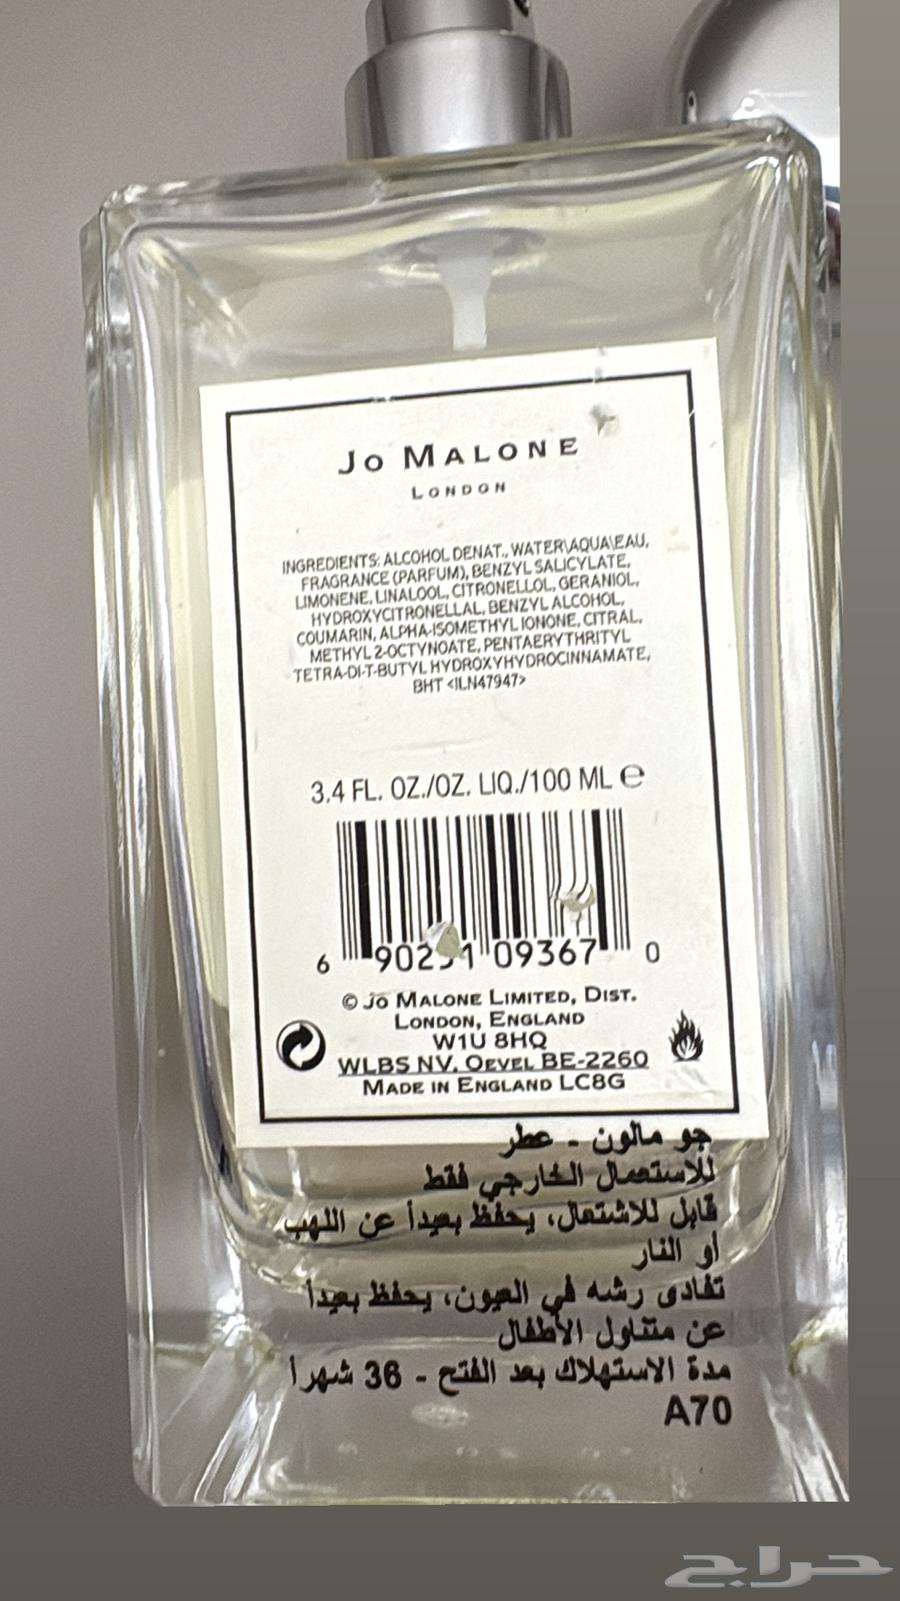 JO MALONE
LONDON
INGREDIENTS: ALCOHOL DENAT., WATER\AQUA\EAU,
FRAGRANCE (PARFUM), BENZYL SALICYLATE,
LIMONENE, LINALOOL, CITRONELLOL, GERANIOL,
HYDROXYCITRONELLAL, BENZYL ALCOHOL,
COUMARIN, ALPHA-ISOMETHYL IONONE, CITRAL,
METHYL 2-OCTYNOATE, PENTAERYTHRITYL
TETRA-DI-T-BUTYL HYDROXYHYDROCINNAMATE,
BHT <ILN47947>
3.4 FL. OZ./OZ. LIQ./100 ML ℮
6 90251 09367 0
© JO MALONE LIMITED, DIST.
LONDON, ENGLAND
W1U 8HQ
WLBS NV. OEVEL BE-2260
MADE IN ENGLAND LC8G
جو مالون - عطر
للاستعمال الخارجي فقط
قابل للاشتعال، يحفظ بعيداً عن اللهب
أو النار
تفادى رشه في العيون، يحفظ بعيداً
عن متناول الأطفال
مدة الاستهلاك بعد الفتح - 36 شهراً
A70
حراج